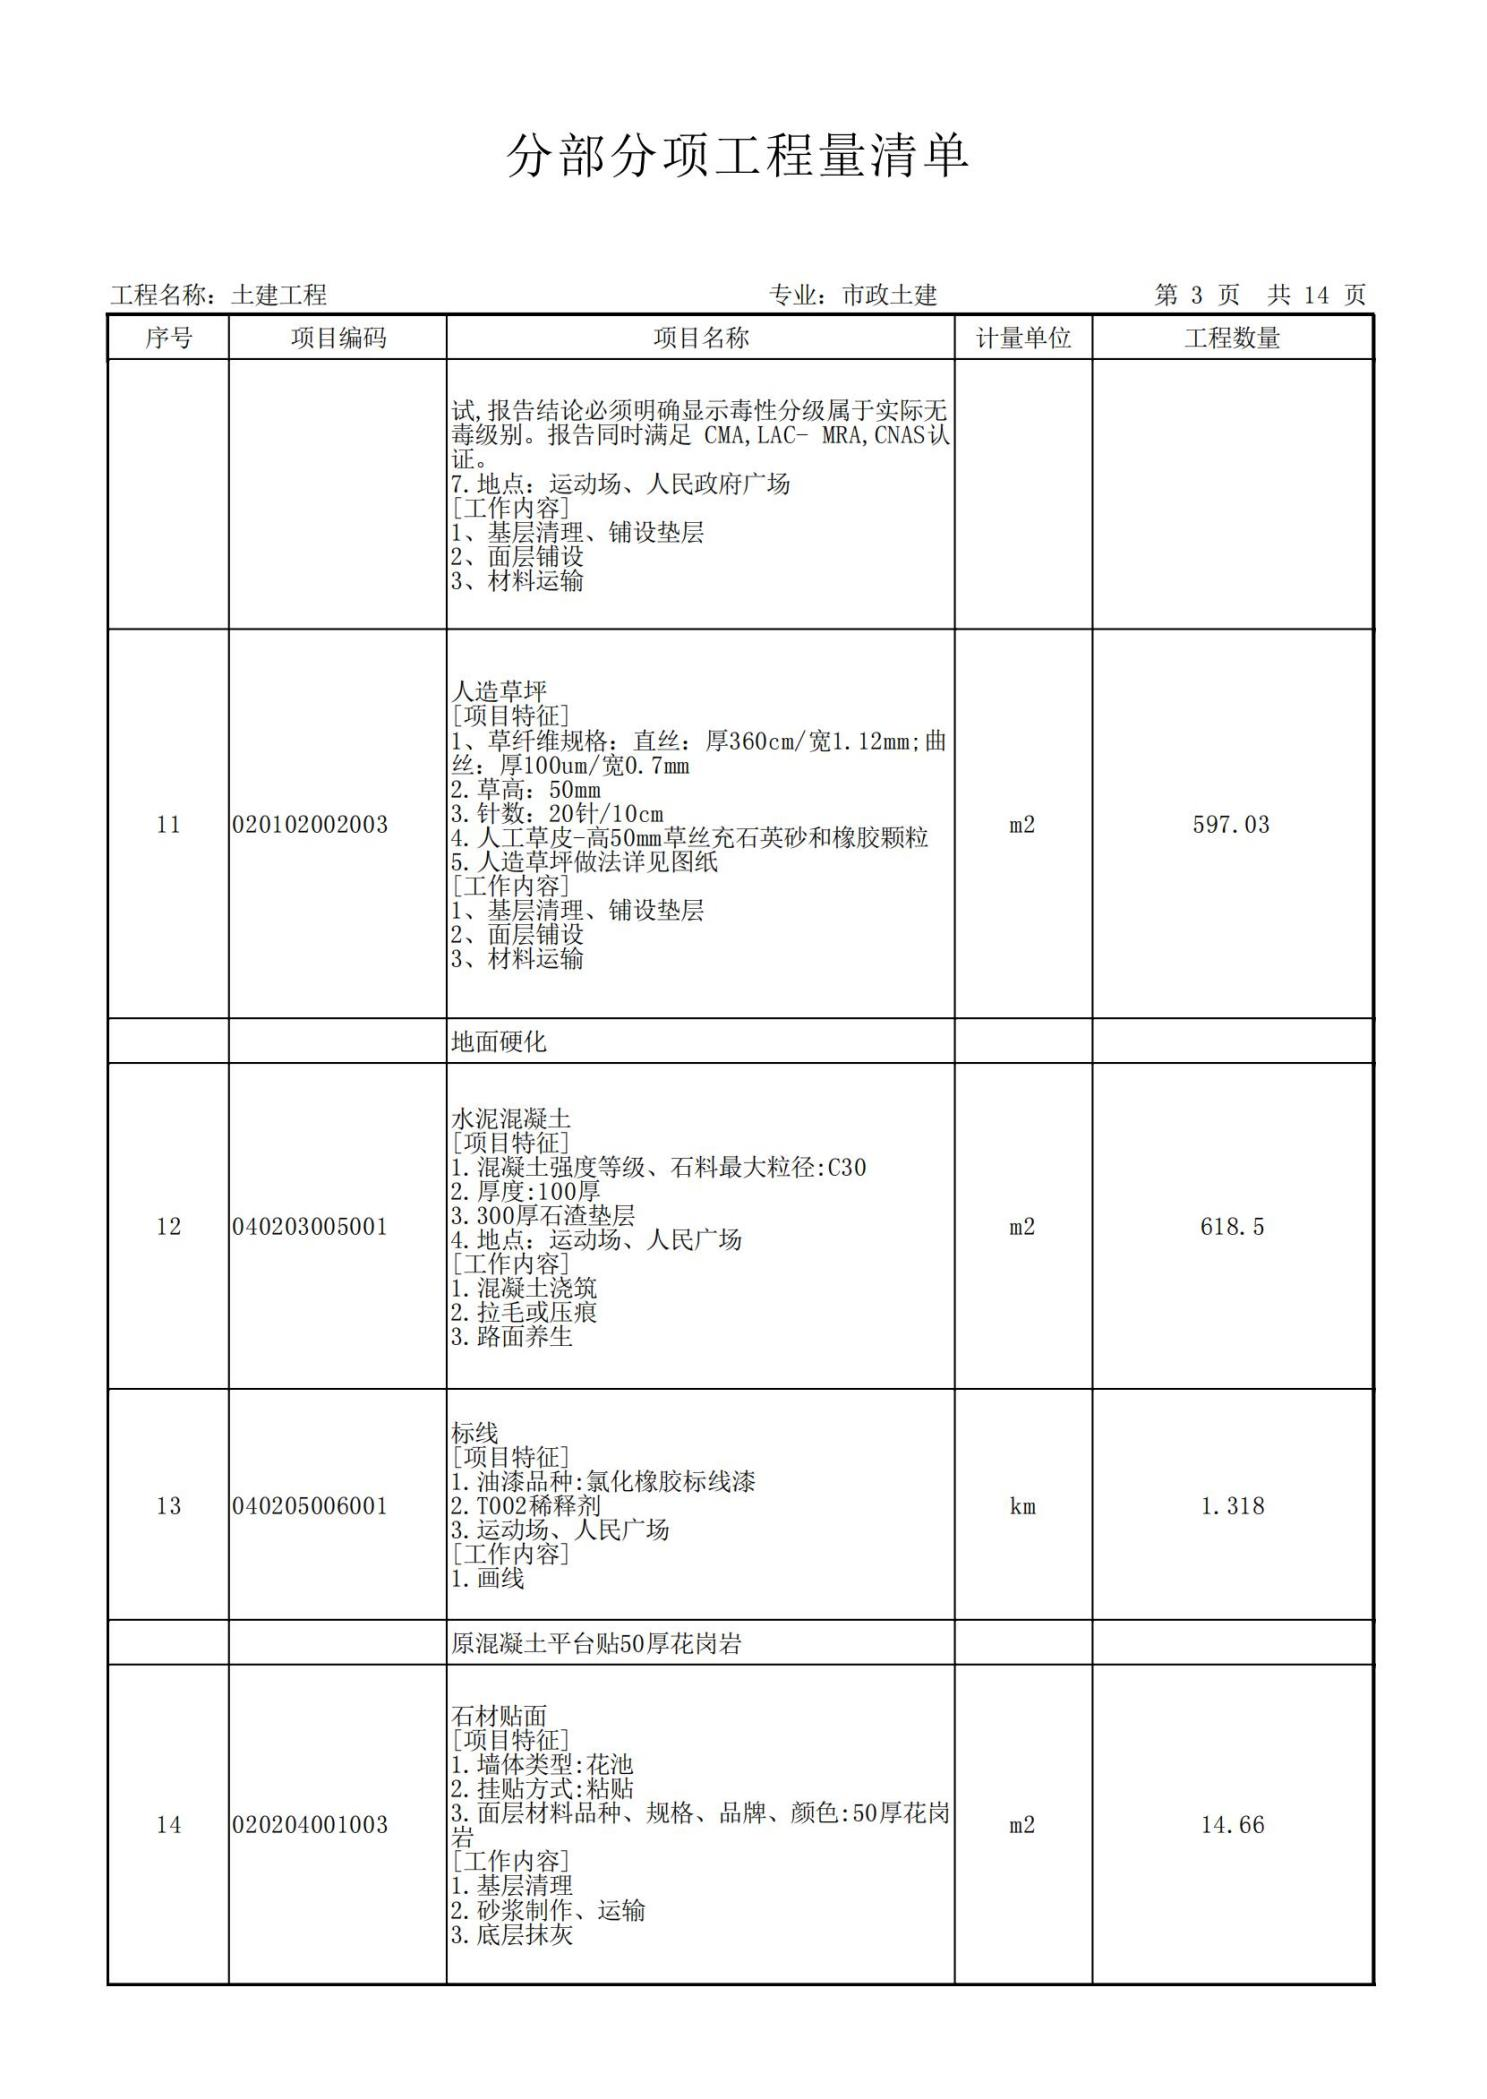 分部分项工程量清单
工程名称：土建工程 专业：市政土建 第 3 页 共 14 页
序号 项目编码 项目名称 计量单位 工程数量
试,报告结论必须明确显示毒性分级属于实际无
毒级别。报告同时满足 CMA,LAC- MRA,CNAS认
证。
7.地点：运动场、人民政府广场
[工作内容]
1、基层清理、铺设垫层
2、面层铺设
3、材料运输
人造草坪
[项目特征]
1、草纤维规格：直丝：厚360cm/宽1.12mm;曲
丝：厚100um/宽0.7mm
2.草高：50mm
3.针数：20针/10cm
11 020102002003 4.人工草皮-高50mm草丝充石英砂和橡胶颗粒 m2 597.03
5.人造草坪做法详见图纸
[工作内容]
1、基层清理、铺设垫层
2、面层铺设
3、材料运输
地面硬化
水泥混凝土
[项目特征]
1.混凝土强度等级、石料最大粒径:C30
2.厚度:100厚
3.300厚石渣垫层
12 040203005001 4.地点：运动场、人民广场 m2 618.5
[工作内容]
1.混凝土浇筑
2.拉毛或压痕
3.路面养生
标线
[项目特征]
1.油漆品种:氯化橡胶标线漆
13 040205006001 2.T002稀释剂 km 1.318
3.运动场、人民广场
[工作内容]
1.画线
原混凝土平台贴50厚花岗岩
石材贴面
[项目特征]
1.墙体类型:花池
2.挂贴方式:粘贴
3.面层材料品种、规格、品牌、颜色:50厚花岗
14 020204001003 岩 m2 14.66
[工作内容]
1.基层清理
2.砂浆制作、运输
3.底层抹灰